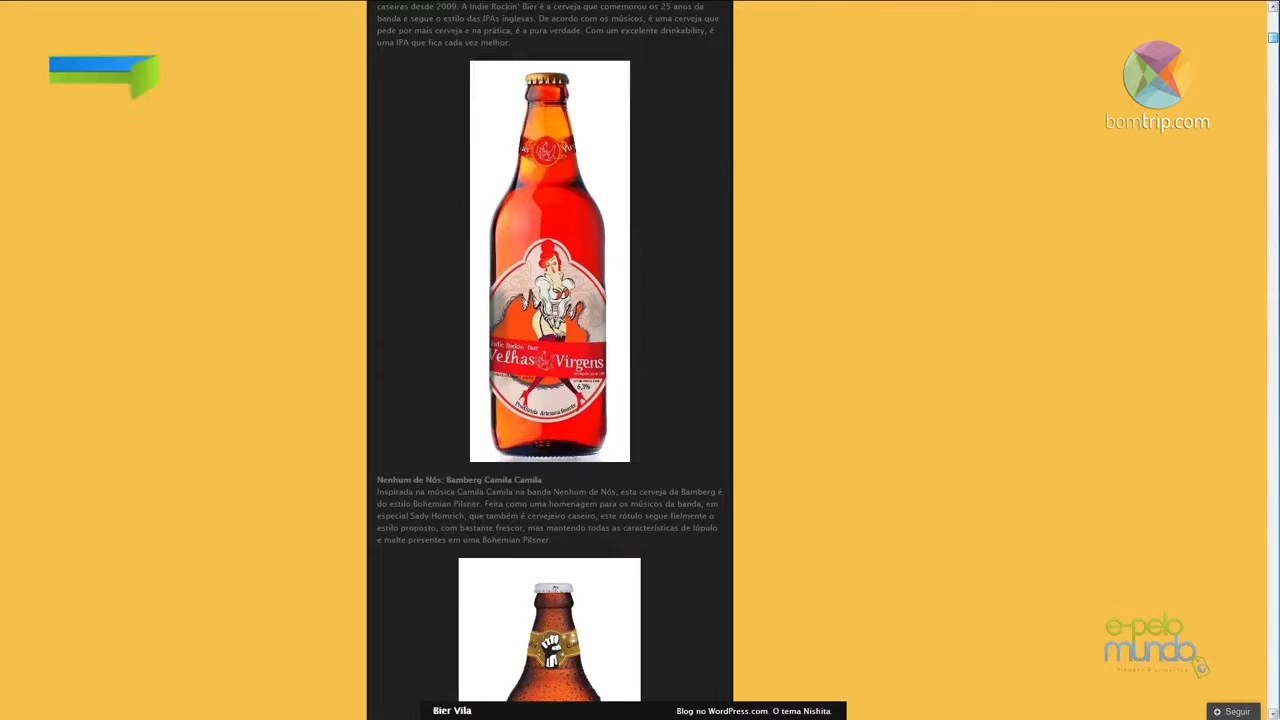 caseiras desde 2009. A Indie Rockin' Bier é a cerveja que comemorou os 25 anos da
banda e segue o estilo das IPAs inglesas. De acordo com os músicos, é uma cerveja que
pede por mais cerveja e na prática, é a pura verdade. Com um excelente drinkability, é
uma IPA que fica cada vez melhor.
bomtrip.com
Indie Rockin' Bier
Velhas Virgens
6,3%
Produzida Artesanalmente
Nenhum de Nós: Bamberg Camila Camila
Inspirada na música Camila Camila na banda Nenhum de Nós, esta cerveja da Bamberg é
do estilo Bohemian Pilsner. Feita como uma homenagem para os músicos da banda, em
especial Sady Homrich, que também é cervejeiro caseiro, este rótulo segue fielmente o
estilo proposto, com bastante frescor, mas mantendo todas as características de lúpulo
e malte presentes em uma Bohemian Pilsner.
e-pelo
mundo
Bier Vila
Blog no WordPress.com. O tema Nishita.
Seguir